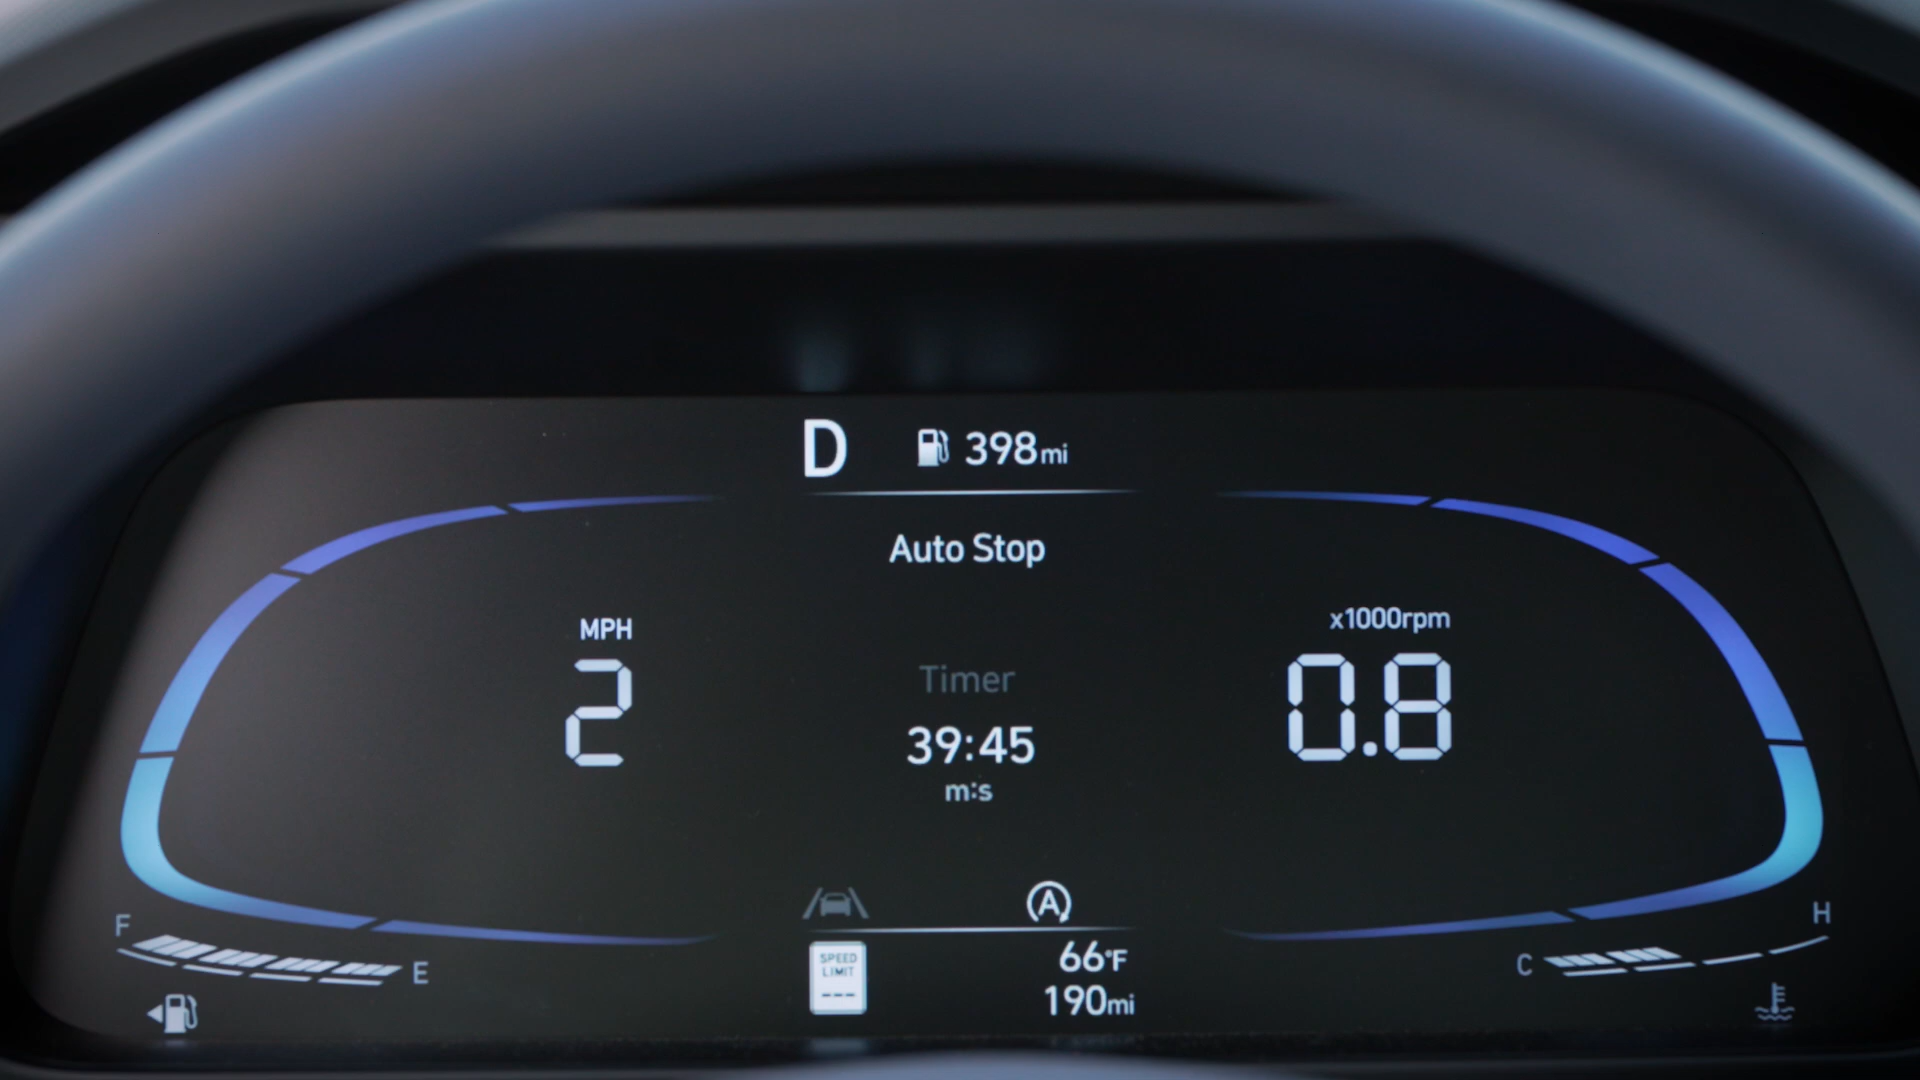 D 398mi
Auto Stop
MPH
2
x1000rpm
0.8
Timer
39:45
m:s
A
F
E
SPEED
LIMIT
---
66°F
190mi
C
H